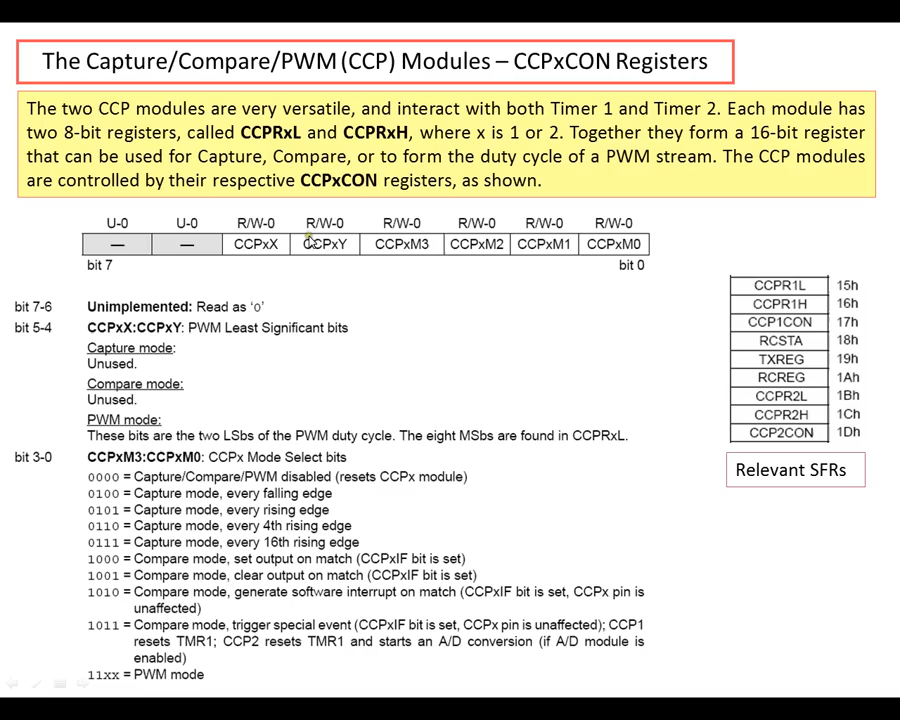 The Capture/Compare/PWM (CCP) Modules – CCPxCON Registers
The two CCP modules are very versatile, and interact with both Timer 1 and Timer 2. Each module has
two 8-bit registers, called CCPRxL and CCPRxH, where x is 1 or 2. Together they form a 16-bit register
that can be used for Capture, Compare, or to form the duty cycle of a PWM stream. The CCP modules
are controlled by their respective CCPxCON registers, as shown.
U-0 U-0 R/W-0 R/W-0 R/W-0 R/W-0 R/W-0 R/W-0
— — CCPxX CCPxY CCPxM3 CCPxM2 CCPxM1 CCPxM0
bit 7 bit 0
bit 7-6 Unimplemented: Read as ‘0’
bit 5-4 CCPxX:CCPxY: PWM Least Significant bits
Capture mode:
Unused.
Compare mode:
Unused.
PWM mode:
These bits are the two LSbs of the PWM duty cycle. The eight MSbs are found in CCPRxL.
bit 3-0 CCPxM3:CCPxM0: CCPx Mode Select bits
0000 = Capture/Compare/PWM disabled (resets CCPx module)
0100 = Capture mode, every falling edge
0101 = Capture mode, every rising edge
0110 = Capture mode, every 4th rising edge
0111 = Capture mode, every 16th rising edge
1000 = Compare mode, set output on match (CCPxIF bit is set)
1001 = Compare mode, clear output on match (CCPxIF bit is set)
1010 = Compare mode, generate software interrupt on match (CCPxIF bit is set, CCPx pin is
unaffected)
1011 = Compare mode, trigger special event (CCPxIF bit is set, CCPx pin is unaffected); CCP1
resets TMR1; CCP2 resets TMR1 and starts an A/D conversion (if A/D module is
enabled)
11xx = PWM mode
CCPR1L 15h
CCPR1H 16h
CCP1CON 17h
RCSTA 18h
TXREG 19h
RCREG 1Ah
CCPR2L 1Bh
CCPR2H 1Ch
CCP2CON 1Dh
Relevant SFRs